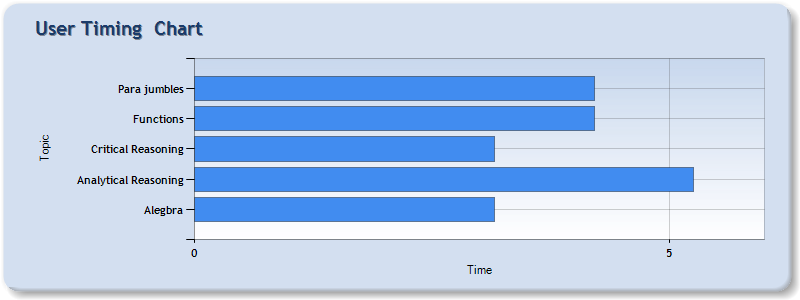 User Timing  Chart
Para jumbles
Functions
Critical Reasoning
Analytical Reasoning
Alegbra
Topic
0
5
Time